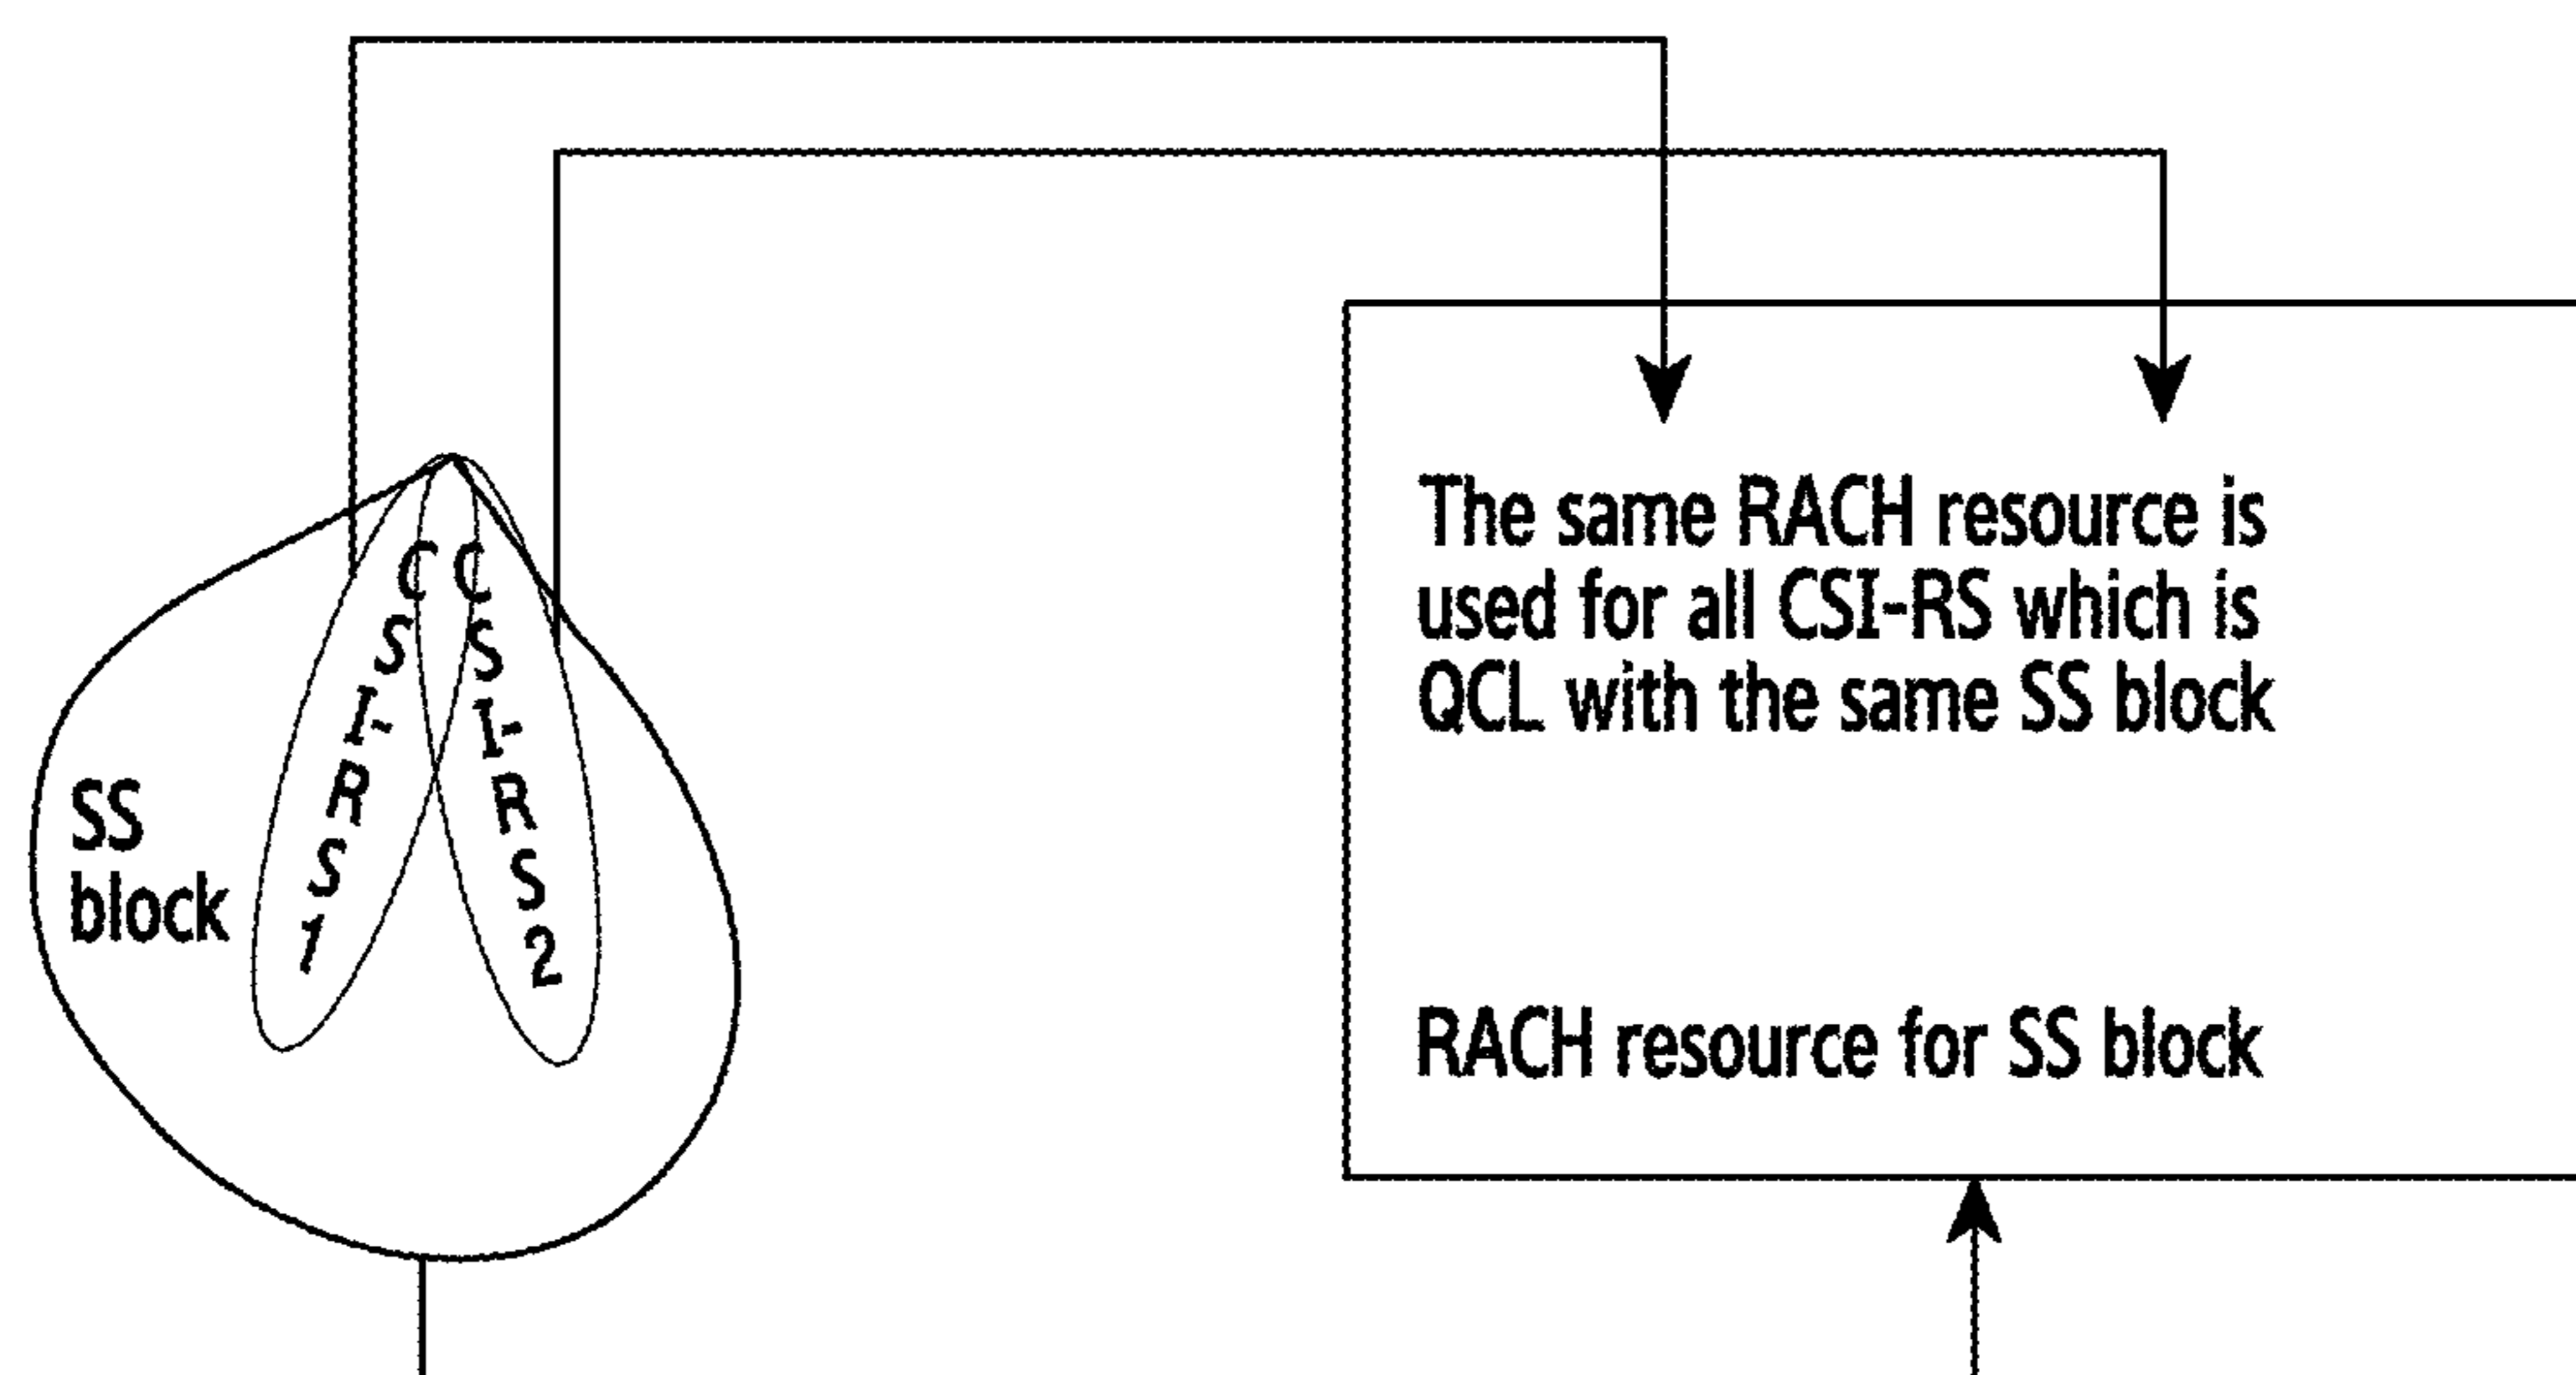 SS
block
CSI-RS1
CSI-RS2
The same RACH resource is
used for all CSI-RS which is
QCL with the same SS block
RACH resource for SS block